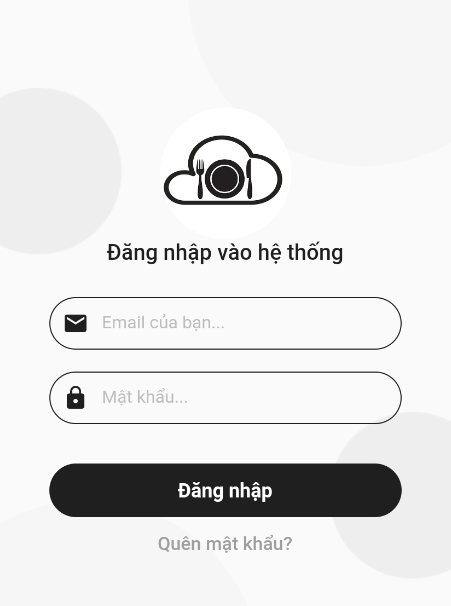 Đăng nhập vào hệ thống
Email của bạn...
Mật khẩu...
Đăng nhập
Quên mật khẩu?